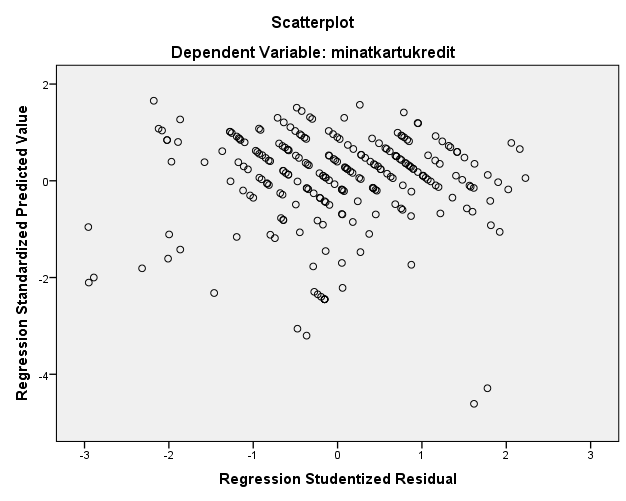 Scatterplot
Dependent Variable: minatkartukredit
Regression Standardized Predicted Value
2
0
-2
-4
-3
-2
-1
0
1
2
3
Regression Studentized Residual